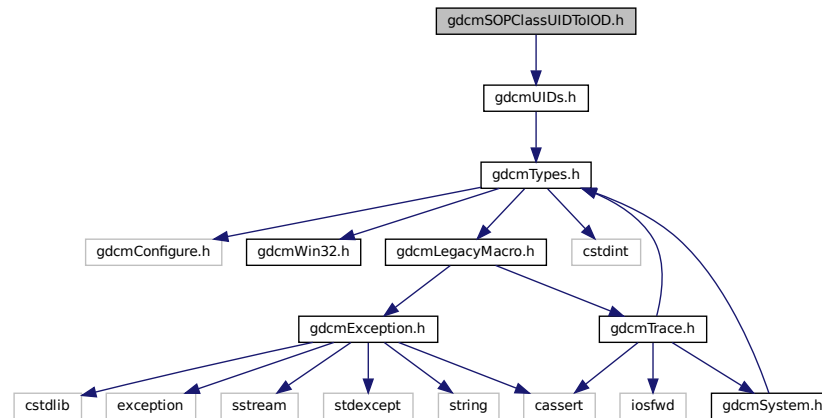 gdcmSOPClassUIDToIOD.h
gdcmUIDs.h
gdcmTypes.h
gdcmConfigure.h
gdcmWin32.h
gdcmLegacyMacro.h
cstdint
gdcmException.h
gdcmTrace.h
cstdlib
exception
sstream
stdexcept
string
cassert
iosfwd
gdcmSystem.h